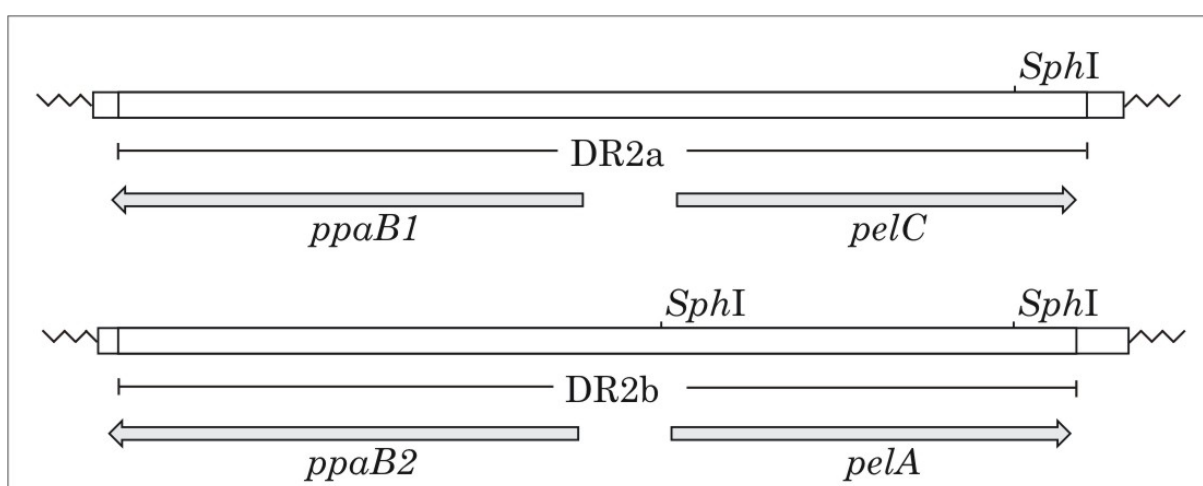 SphI
DR2a
ppaB1 pelC
SphI SphI
DR2b
ppaB2 pelA